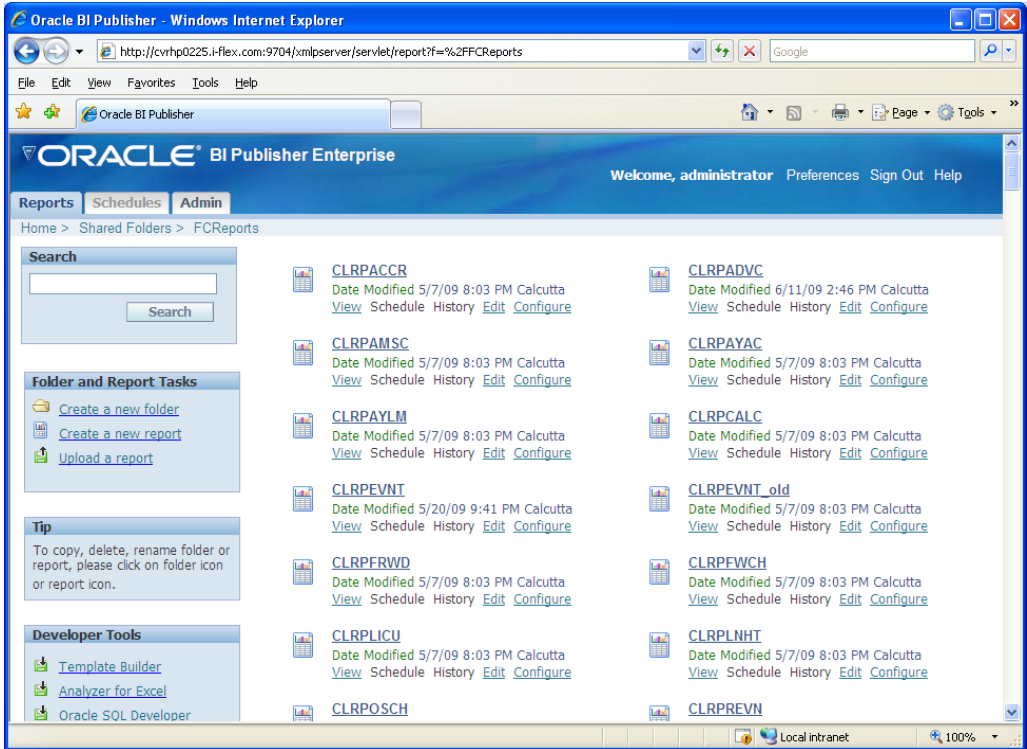 Oracle BI Publisher - Windows Internet Explorer
http://cvrhp0225.i-flex.com:9704/xmlpserver/servlet/report?f=%2FFCReports
Google
File Edit View Favorites Tools Help
Oracle BI Publisher
Page Tools »
ORACLE® BI Publisher Enterprise
Welcome, administrator Preferences Sign Out Help
Reports Schedules Admin
Home > Shared Folders > FCReports
Search
Search
Folder and Report Tasks
Create a new folder
Create a new report
Upload a report
Tip
To copy, delete, rename folder or
report, please click on folder icon
or report icon.
Developer Tools
Template Builder
Analyzer for Excel
Oracle SQL Developer
CLRPACCR
Date Modified 5/7/09 8:03 PM Calcutta
View Schedule History Edit Configure
CLRPADVC
Date Modified 6/11/09 2:46 PM Calcutta
View Schedule History Edit Configure
CLRPAMSC
Date Modified 5/7/09 8:03 PM Calcutta
View Schedule History Edit Configure
CLRPAYAC
Date Modified 5/7/09 8:03 PM Calcutta
View Schedule History Edit Configure
CLRPAYLM
Date Modified 5/7/09 8:03 PM Calcutta
View Schedule History Edit Configure
CLRPCALC
Date Modified 5/7/09 8:03 PM Calcutta
View Schedule History Edit Configure
CLRPEVNT
Date Modified 5/20/09 9:41 PM Calcutta
View Schedule History Edit Configure
CLRPEVNT_old
Date Modified 5/7/09 8:03 PM Calcutta
View Schedule History Edit Configure
CLRPFRWD
Date Modified 5/7/09 8:03 PM Calcutta
View Schedule History Edit Configure
CLRPFWCH
Date Modified 5/7/09 8:03 PM Calcutta
View Schedule History Edit Configure
CLRPLICU
Date Modified 5/7/09 8:03 PM Calcutta
View Schedule History Edit Configure
CLRPLNHT
Date Modified 5/7/09 8:03 PM Calcutta
View Schedule History Edit Configure
CLRPOSCH
CLRPREVN
Local intranet
100%